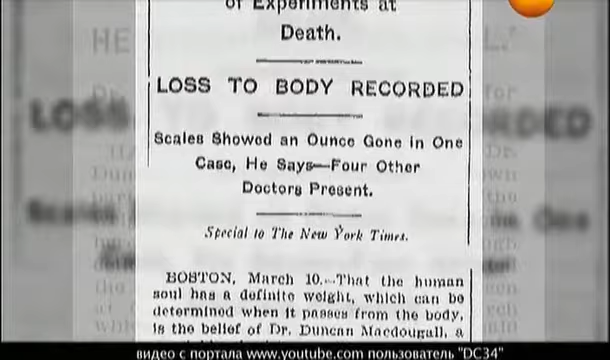 of Experiments at
Death.
LOSS TO BODY RECORDED
Scales Showed an Ounce Gone in One
Case, He Says—Four Other
Doctors Present.
Special to The New York Times.
BOSTON, March 10.—That the human
soul has a definite weight, which can be
determined when it passes from the body,
is the belief of Dr. Duncan Macdougall, a
видео с портала www.youtube.com пользователь "DC34"